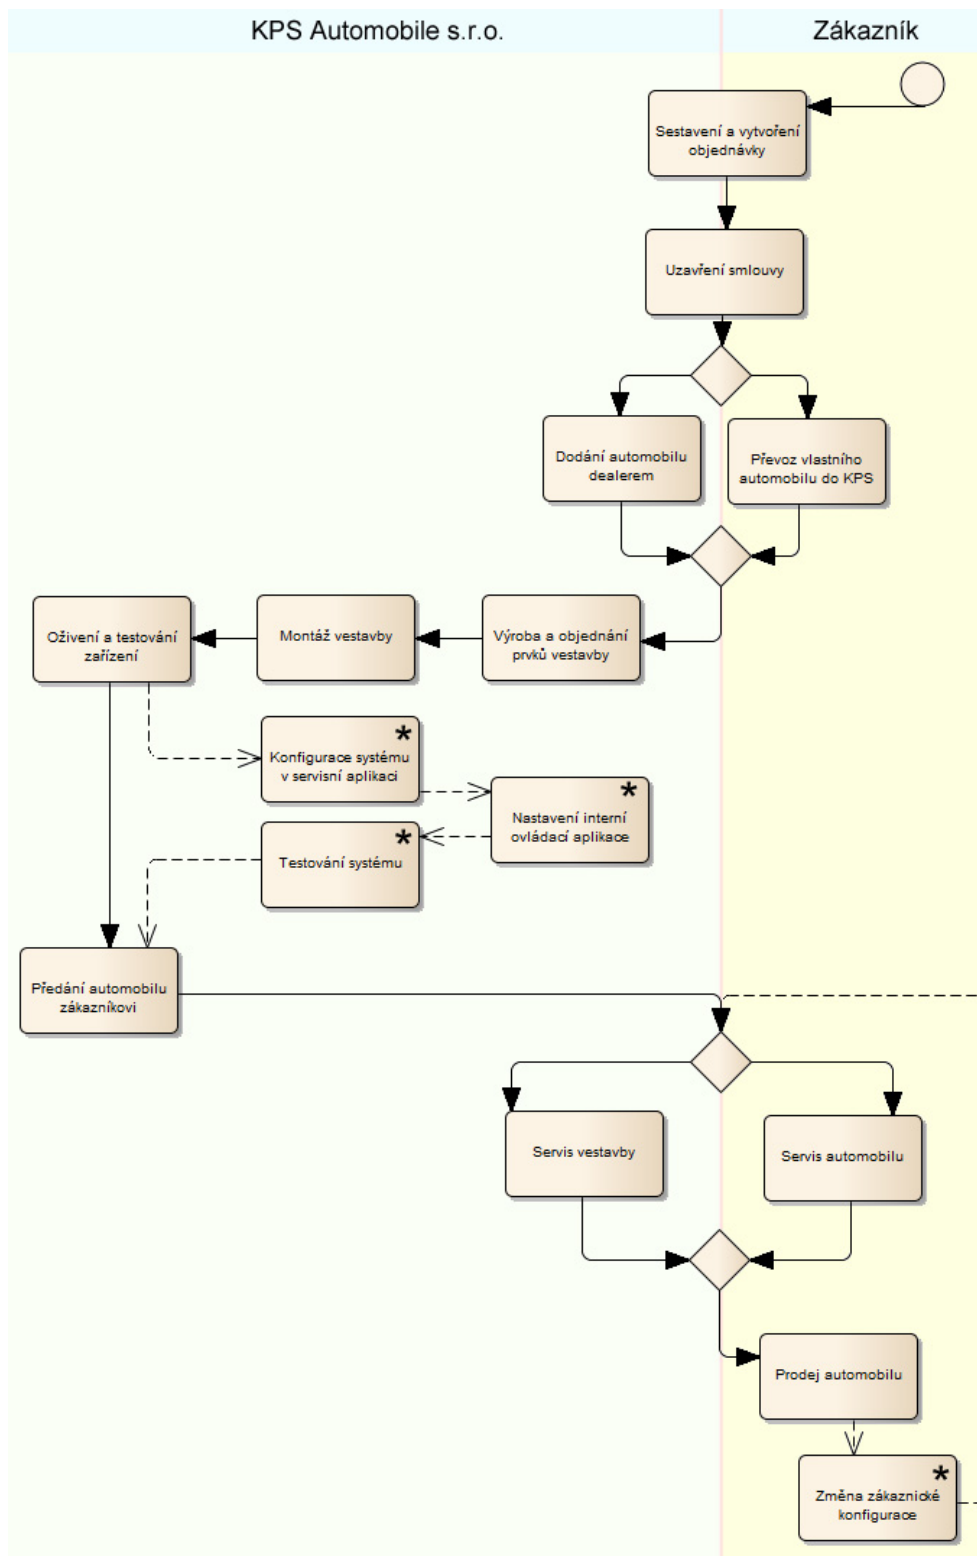 KPS Automobile s.r.o.
Zákazník
Sestavení a vytvoření
objednávky
Uzavření smlouvy
Dodání automobilu
dealerem
Převoz vlastního
automobilu do KPS
Oživení a testování
zařízení
Montáž vestavby
Výroba a objednání
prvků vestavby
*
Konfigurace systému
v servisní aplikaci
*
Nastavení interní
ovládací aplikace
*
Testování systému
Předání automobilu
zákazníkovi
Servis vestavby
Servis automobilu
Prodej automobilu
*
Změna zákaznické
konfigurace